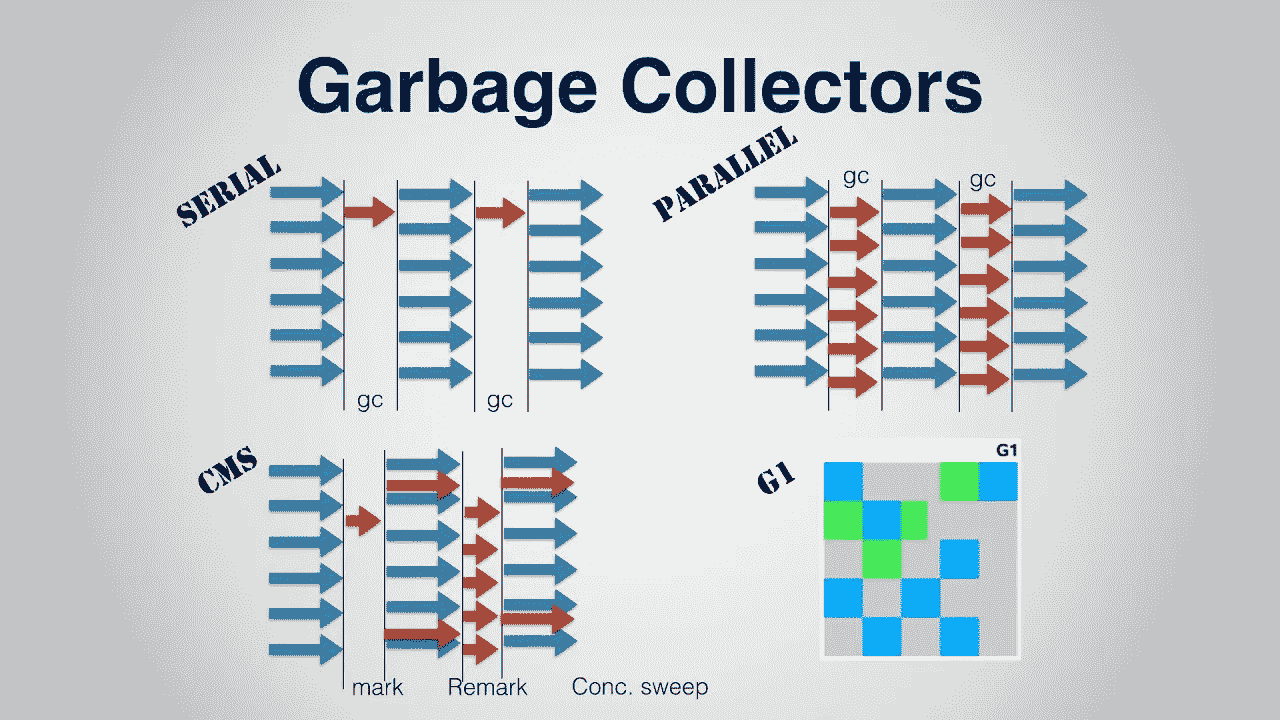 Garbage Collectors
SERIAL
gc
gc
PARALLEL
gc
gc
CMS
mark
Remark
Conc. sweep
G1
G1